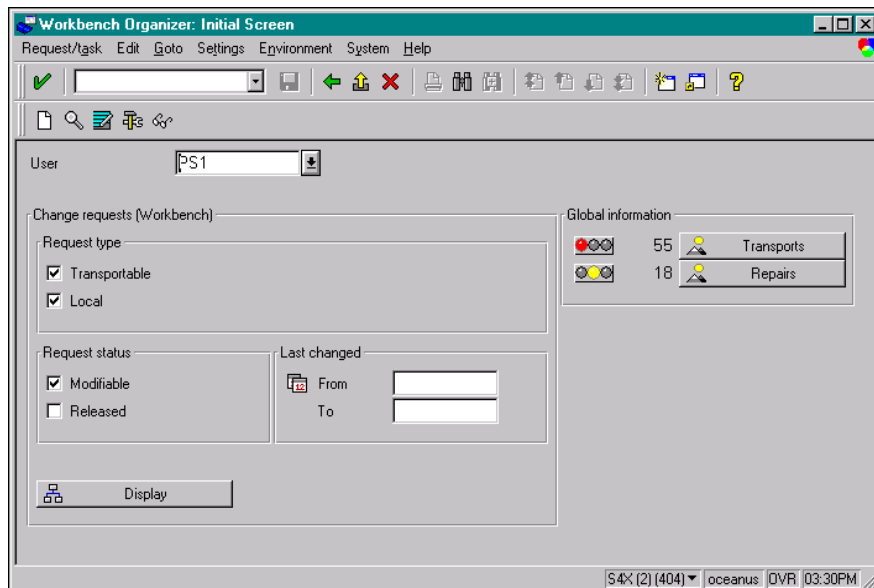 Workbench Organizer: Initial Screen
Request/task Edit Goto Settings Environment System Help
User PS1
Change requests (Workbench)
Request type
Transportable
Local
Request status
Modifiable
Released
Last changed
12 From
To
Display
Global information
55 Transports
18 Repairs
S4X (2) (404) oceanus OVR 03:30PM